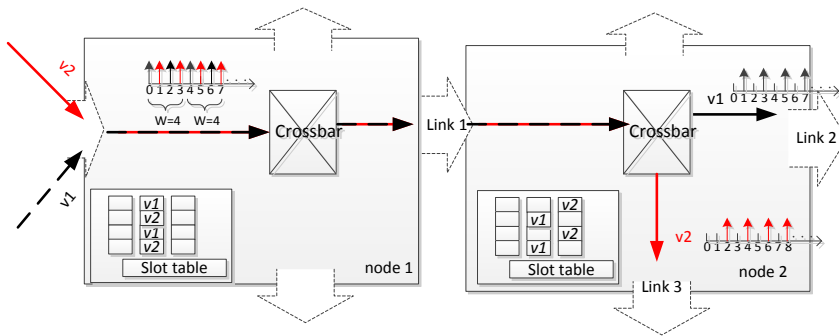 v2
v1
0 1 2 3 4 5 6 7
W=4
W=4
Crossbar
v1
v2
v1
v2
Slot table
node 1
Link 1
Crossbar
v1
0 1 2 3 4 5 6 7
Link 2
v2
0 1 2 3 4 5 6 7 8
v1
v1
v2
v2
Slot table
node 2
Link 3